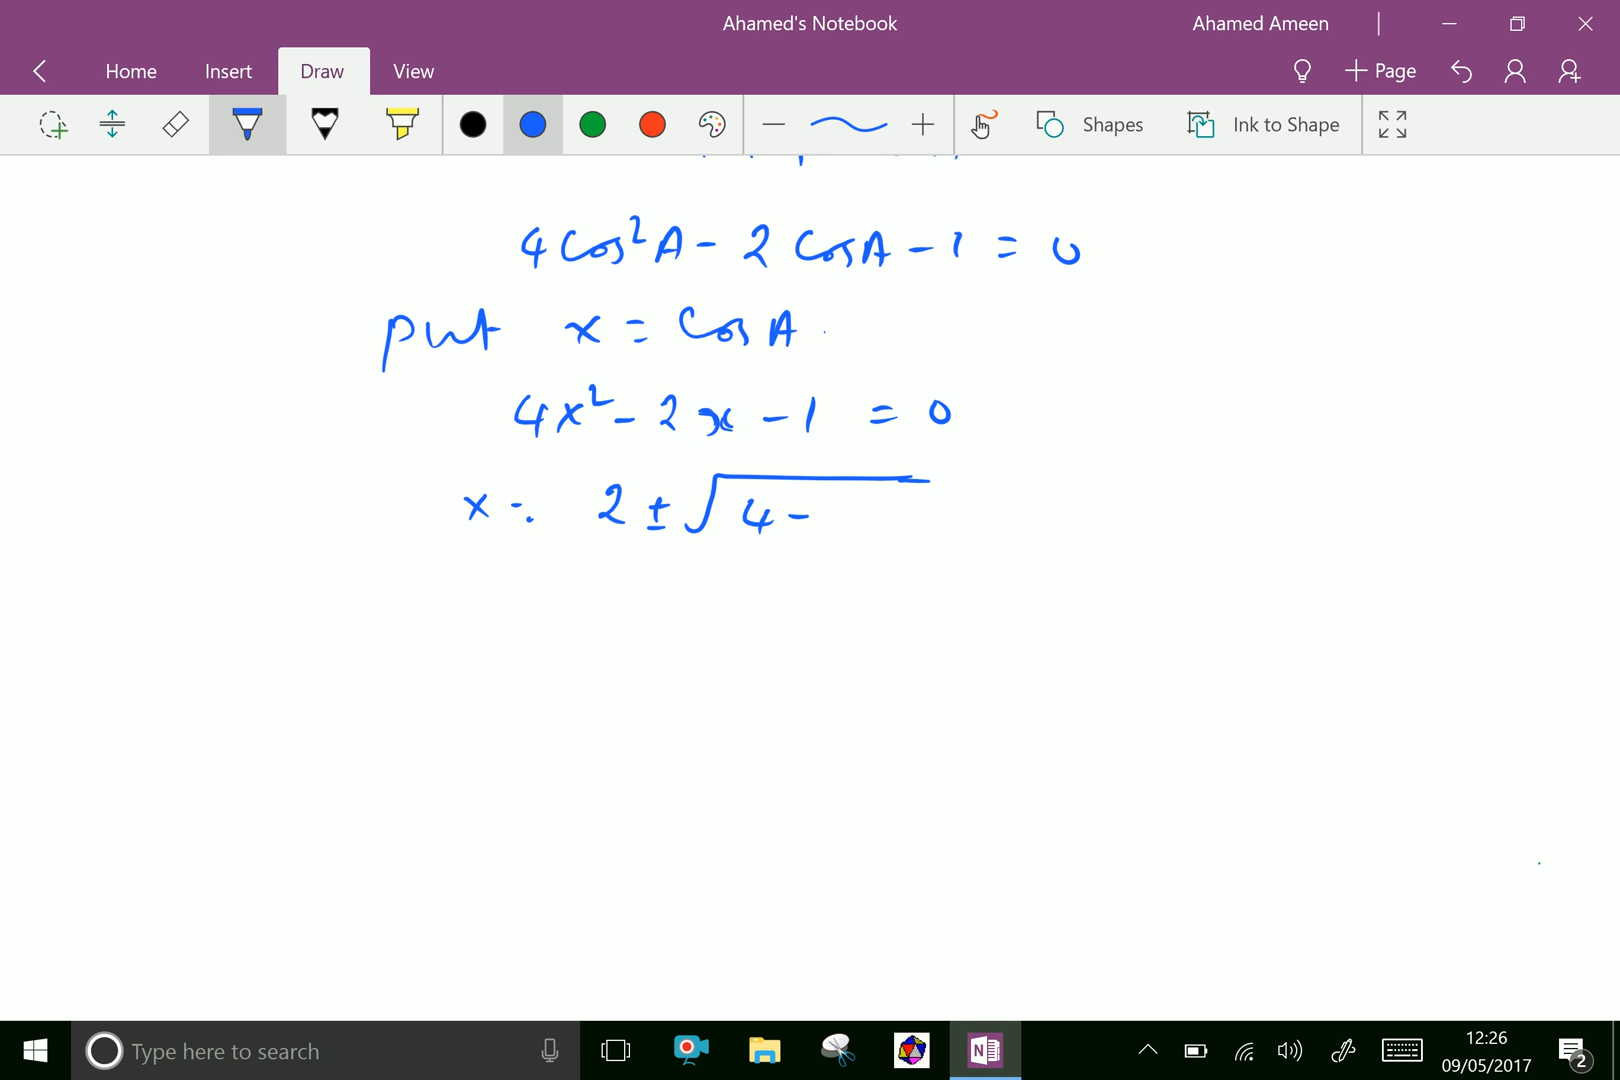 Ahamed's Notebook Ahamed Ameen
Home Insert Draw View Page
Shapes Ink to Shape
4 Cos²A - 2 CosA - 1 = 0
put x = CosA
4x² - 2x - 1 = 0
x = 2 ± √4 -
Type here to search
12:26
09/05/2017
2